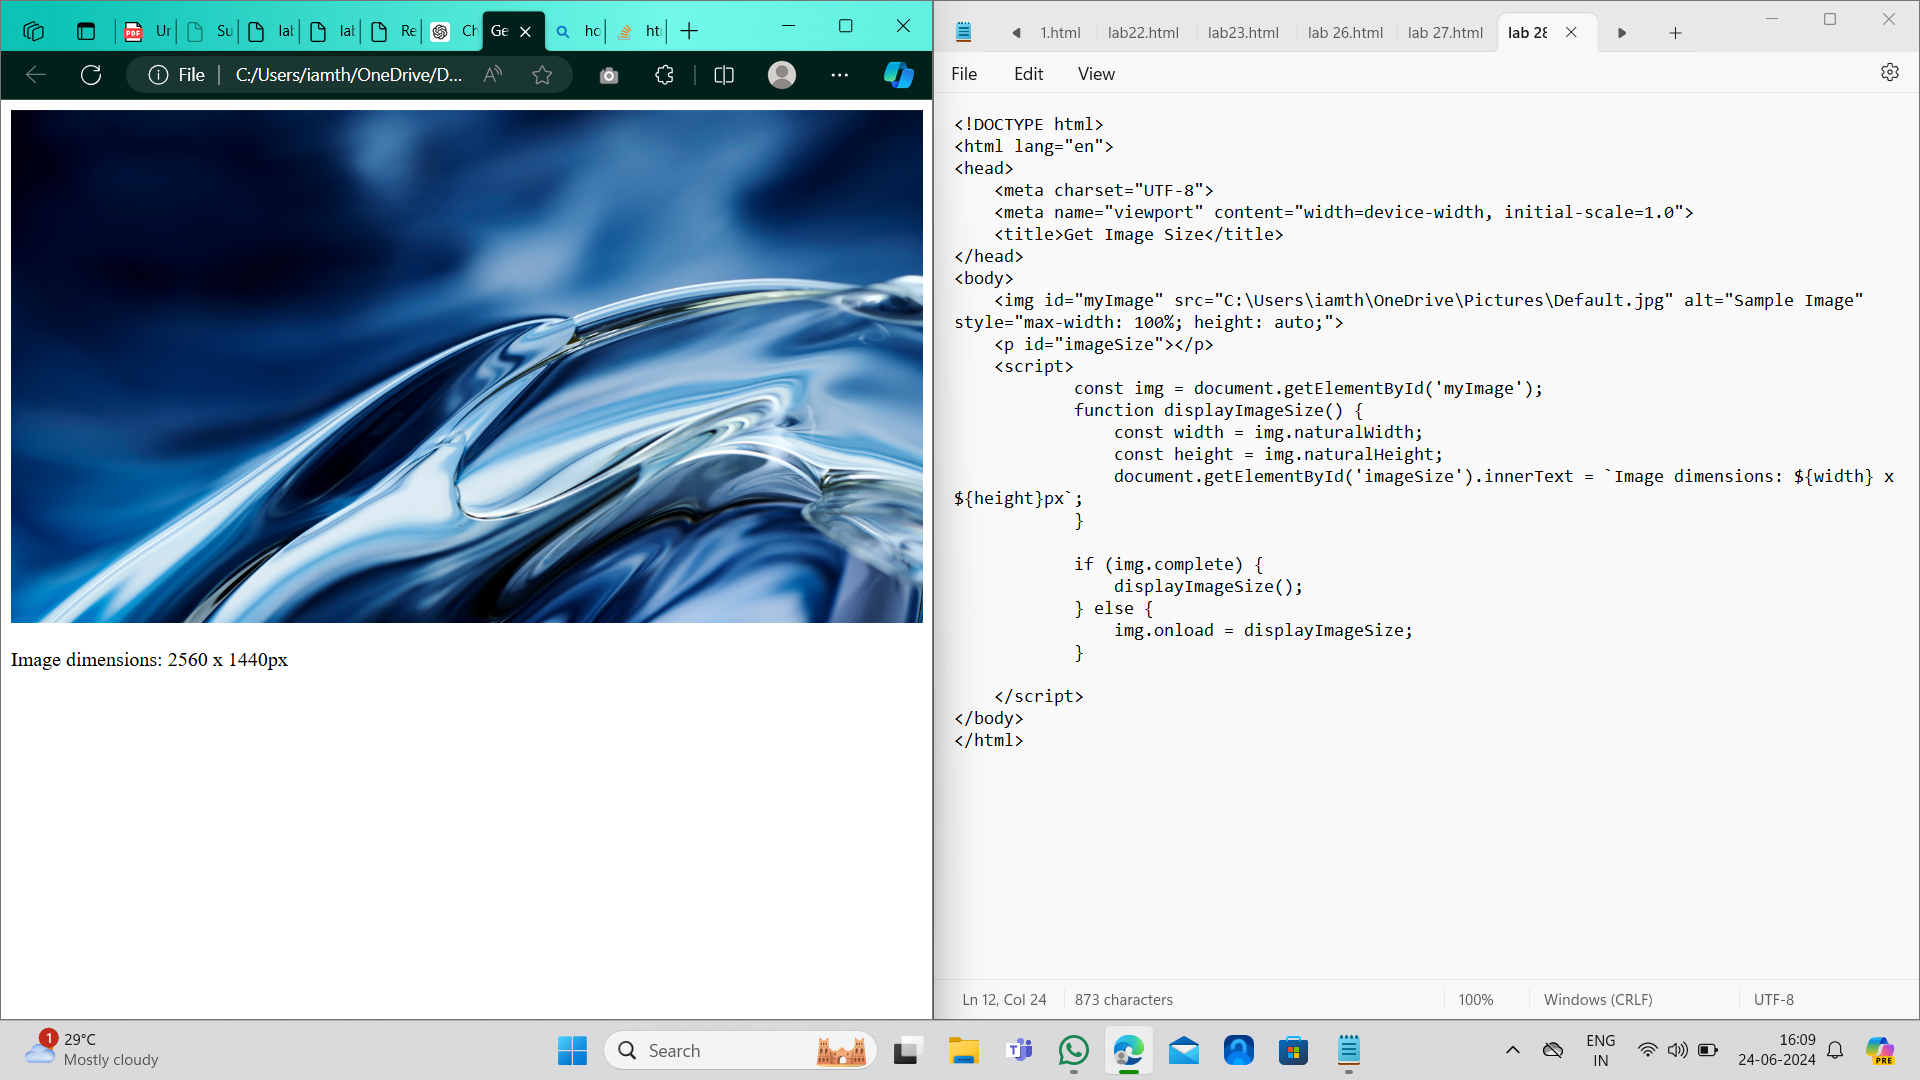 Ur
Su
lab
lab
Re
Ch
Ge
hc
ht
File
C:/Users/iamth/OneDrive/D...
Image dimensions: 2560 x 1440px
1.html
lab22.html
lab23.html
lab 26.html
lab 27.html
lab 28
File
Edit
View
<!DOCTYPE html>
<html lang="en">
<head>
    <meta charset="UTF-8">
    <meta name="viewport" content="width=device-width, initial-scale=1.0">
    <title>Get Image Size</title>
</head>
<body>
    <img id="myImage" src="C:\Users\iamth\OneDrive\Pictures\Default.jpg" alt="Sample Image"
style="max-width: 100%; height: auto;">
    <p id="imageSize"></p>
    <script>
            const img = document.getElementById('myImage');
            function displayImageSize() {
                const width = img.naturalWidth;
                const height = img.naturalHeight;
                document.getElementById('imageSize').innerText = `Image dimensions: ${width} x
${height}px`;
            }
            if (img.complete) {
                displayImageSize();
            } else {
                img.onload = displayImageSize;
            }
    </script>
</body>
</html>
Ln 12, Col 24
873 characters
100%
Windows (CRLF)
UTF-8
1
29°C
Mostly cloudy
Search
ENG
IN
16:09
24-06-2024
PRE